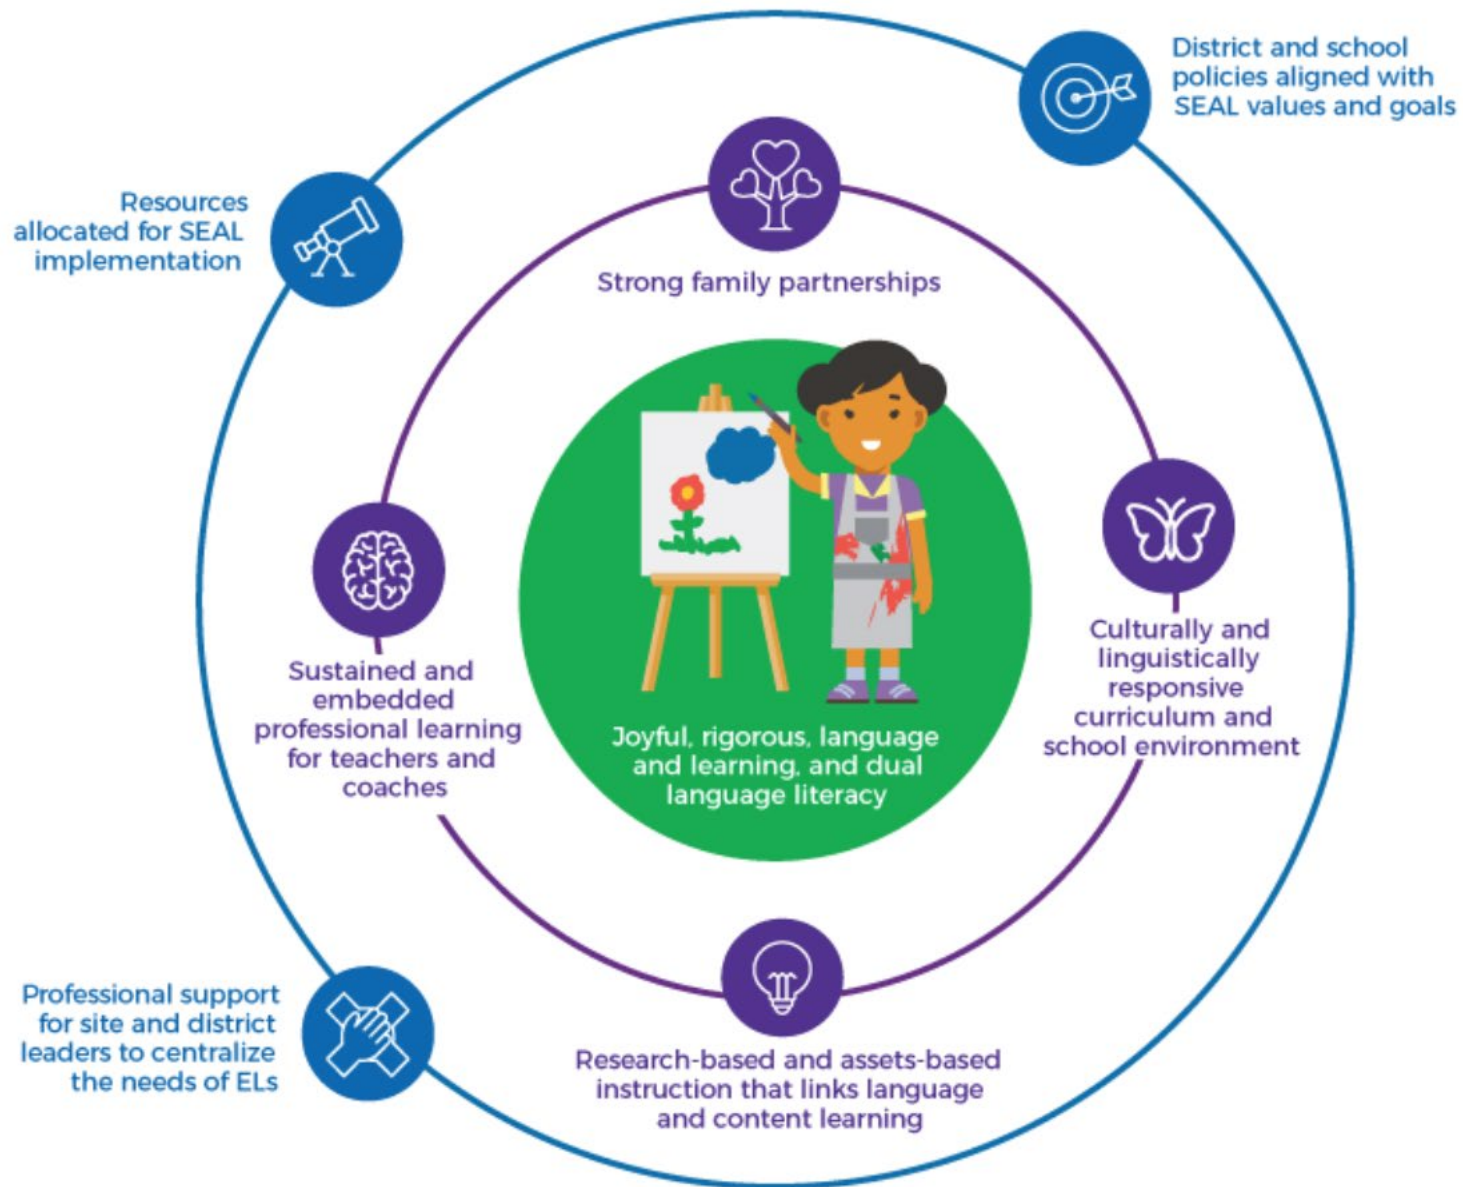 District and school
policies aligned with
SEAL values and goals
Resources
allocated for SEAL
implementation
Strong family partnerships
Culturally and
linguistically
responsive
curriculum and
school environment
Sustained and
embedded
professional learning
for teachers and
coaches
Joyful, rigorous, language
and learning, and dual
language literacy
Professional support
for site and district
leaders to centralize
the needs of ELs
Research-based and assets-based
instruction that links language
and content learning